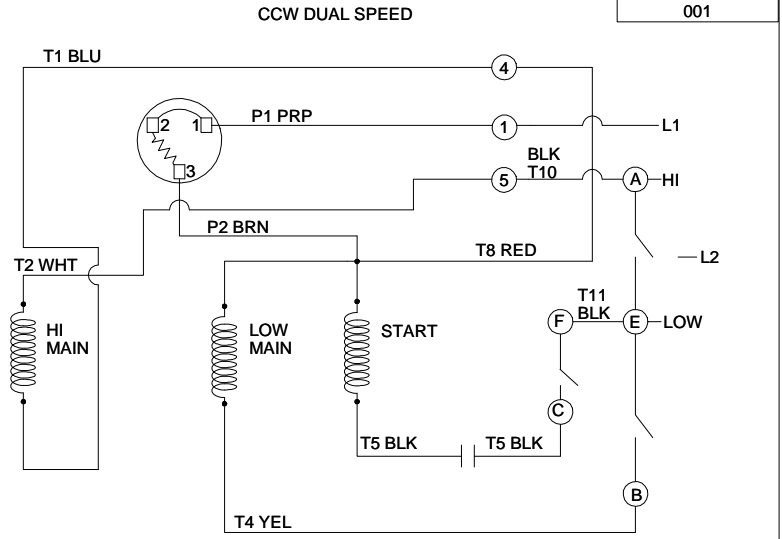 CCW DUAL SPEED
001
T1 BLU
4
2
1
P1 PRP
1
L1
3
BLK
T10
5
A
HI
P2 BRN
T8 RED
L2
T2 WHT
T11
BLK
F
E
LOW
HI
MAIN
LOW
MAIN
START
C
T5 BLK
T5 BLK
B
T4 YEL